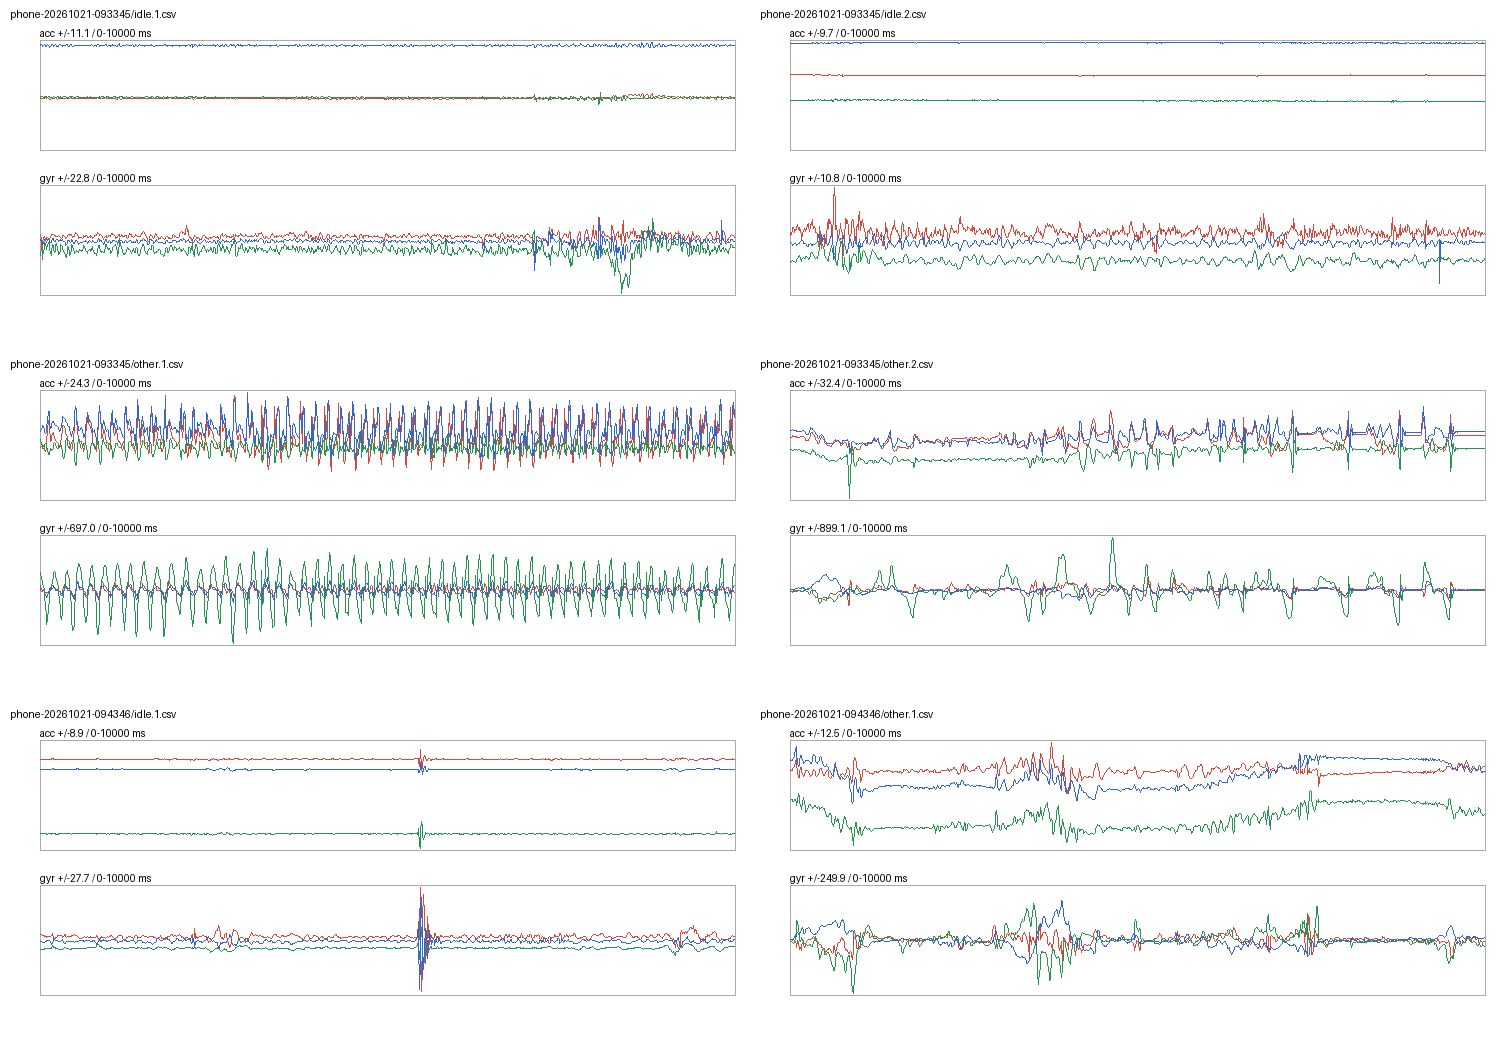 phone-20261021-093345/idle.1.csv
acc +/-11.1 / 0-10000 ms
gyr +/-22.8 / 0-10000 ms
phone-20261021-093345/idle.2.csv
acc +/-9.7 / 0-10000 ms
gyr +/-10.8 / 0-10000 ms
phone-20261021-093345/other.1.csv
acc +/-24.3 / 0-10000 ms
gyr +/-697.0 / 0-10000 ms
phone-20261021-093345/other.2.csv
acc +/-32.4 / 0-10000 ms
gyr +/-899.1 / 0-10000 ms
phone-20261021-094346/idle.1.csv
acc +/-8.9 / 0-10000 ms
gyr +/-27.7 / 0-10000 ms
phone-20261021-094346/other.1.csv
acc +/-12.5 / 0-10000 ms
gyr +/-249.9 / 0-10000 ms